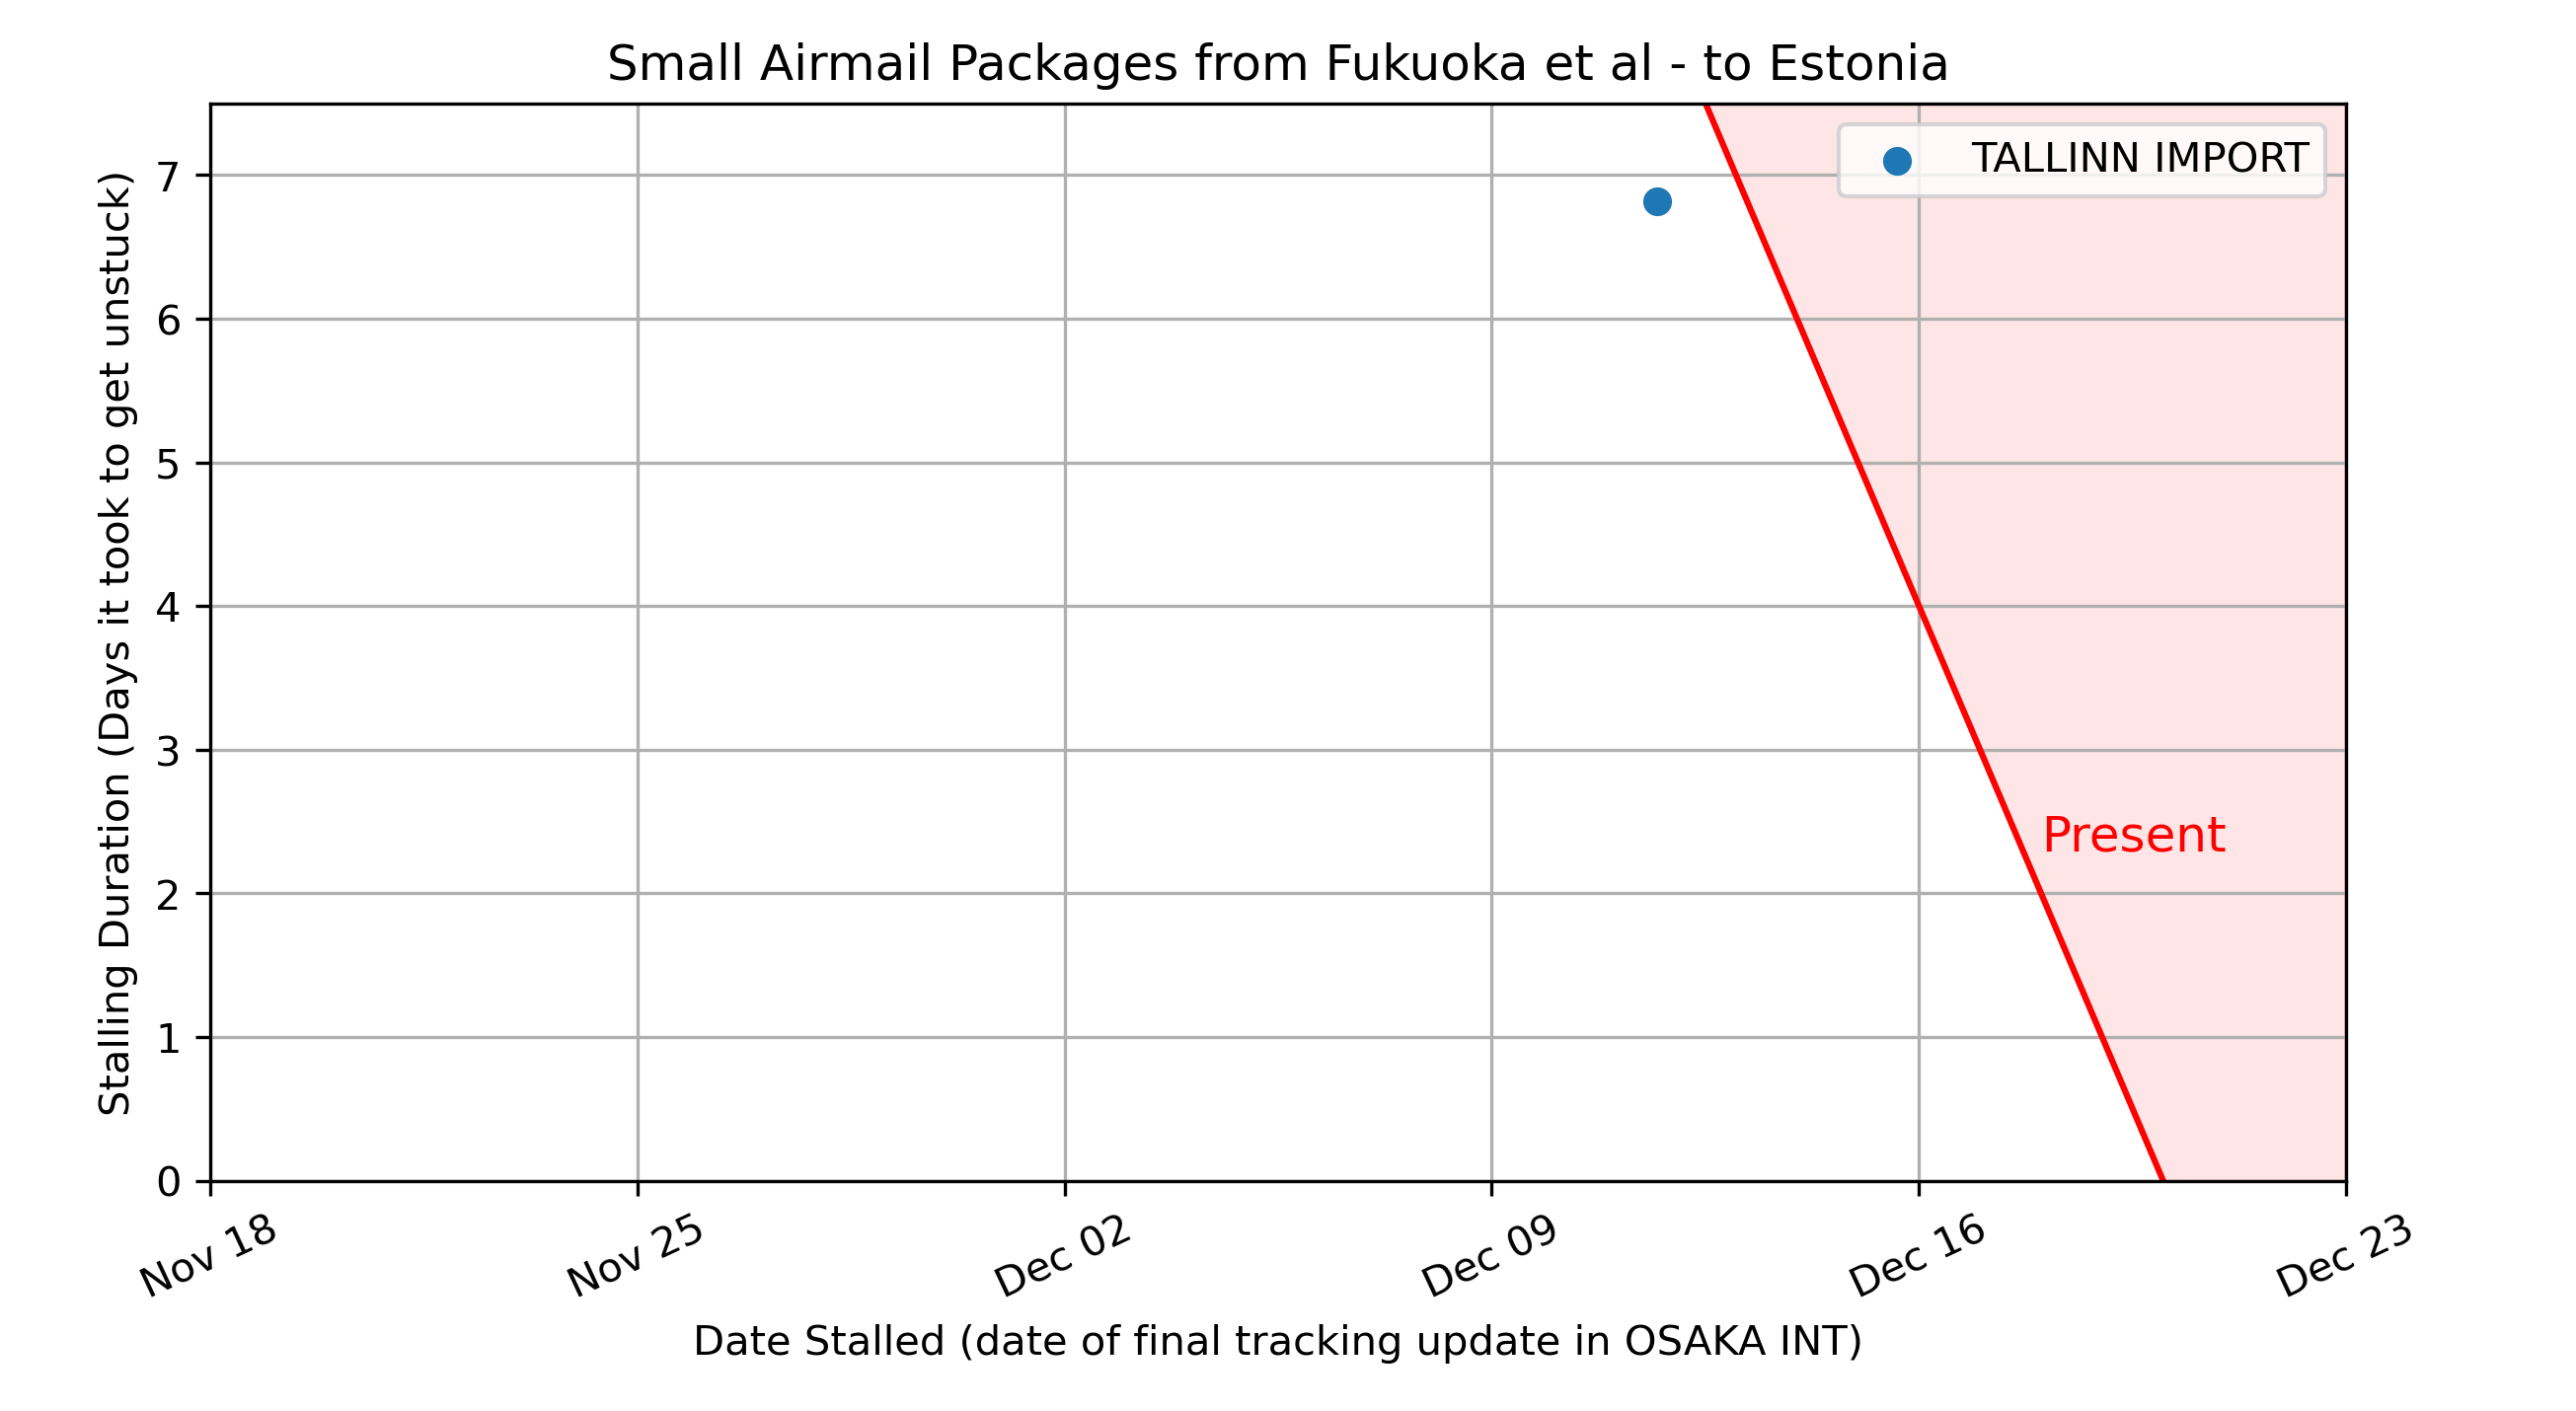 Small Airmail Packages from Fukuoka et al - to Estonia
TALLINN IMPORT
Stalling Duration (Days it took to get unstuck)
7
6
5
4
3
2
1
0
Present
Nov 18
Nov 25
Dec 02
Dec 09
Dec 16
Dec 23
Date Stalled (date of final tracking update in OSAKA INT)